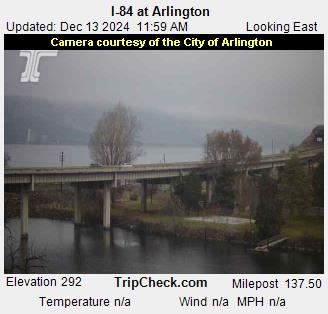 I-84 at Arlington
Updated: Dec 13 2024 11:59 AM Looking East
Camera courtesy of the City of Arlington
Elevation 292 TripCheck.com Milepost 137.50
Temperature n/a Wind n/a MPH n/a